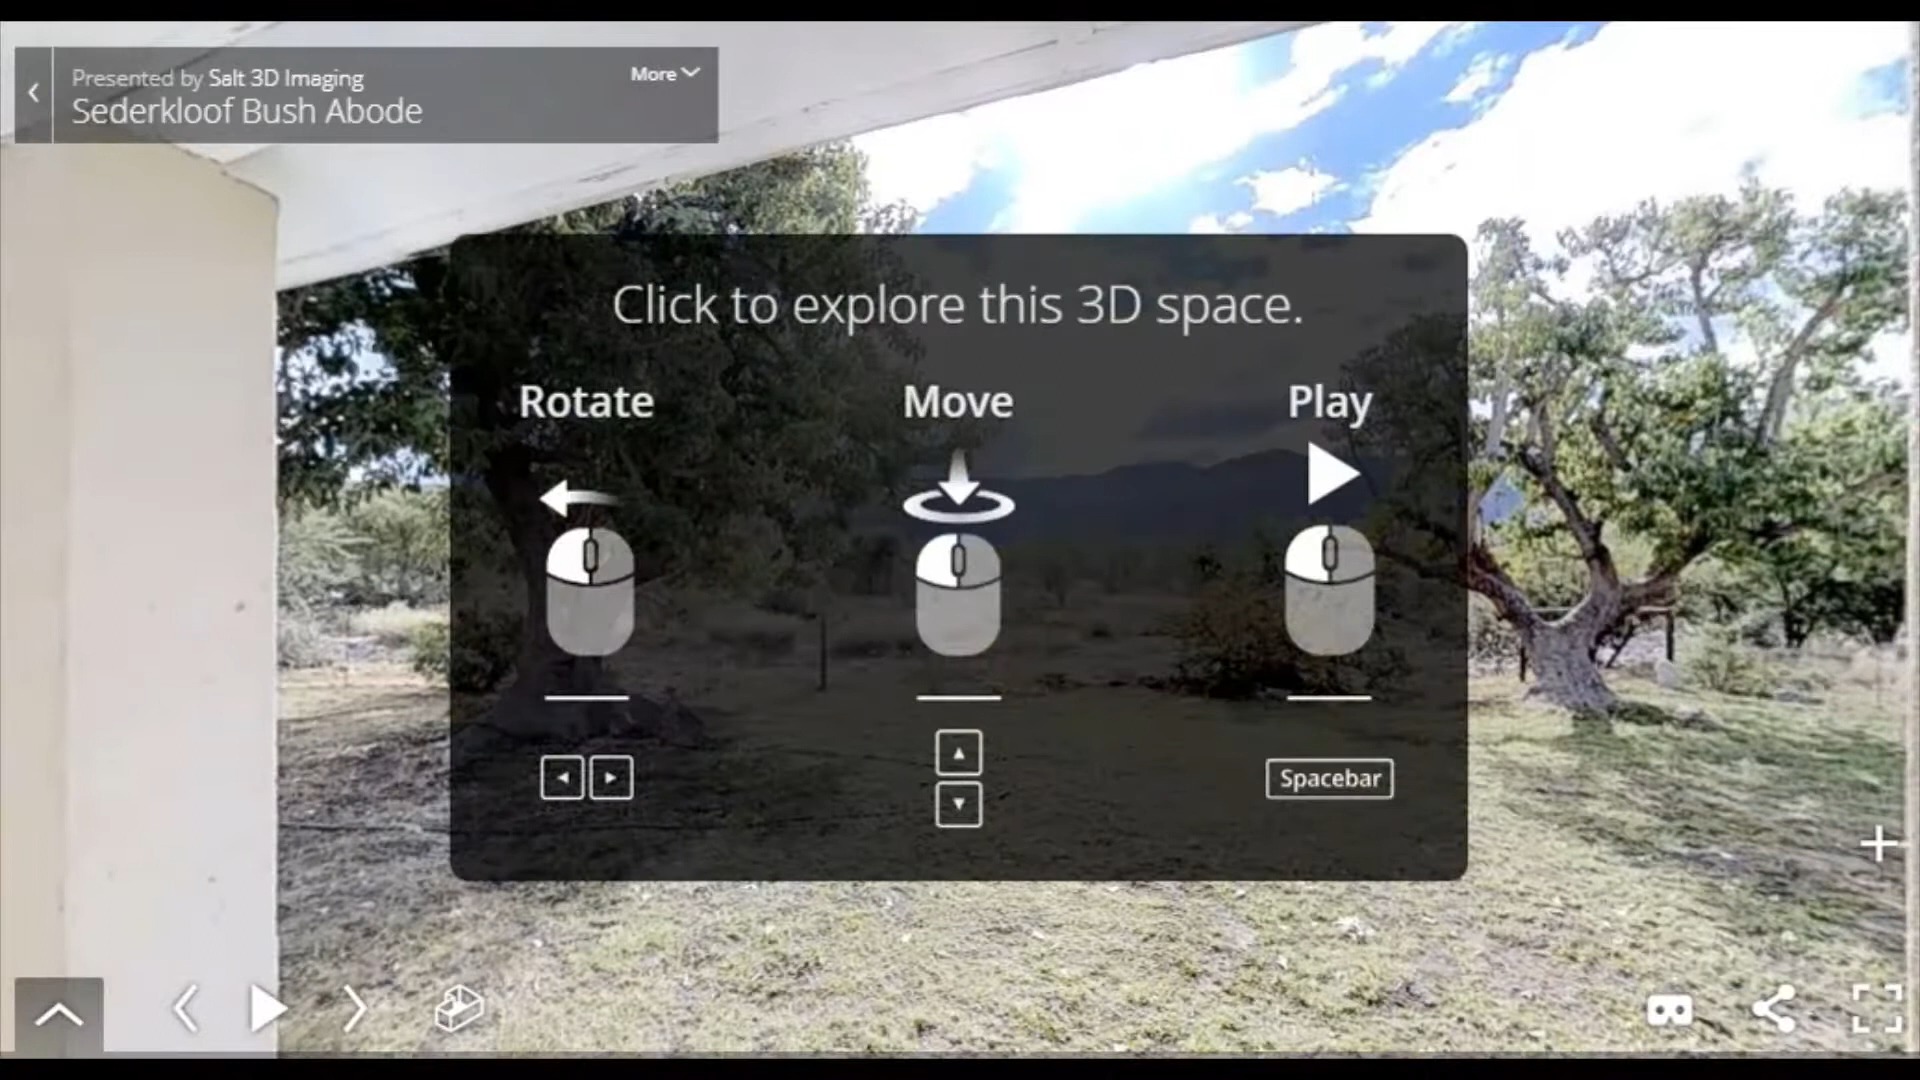 Presented by Salt 3D Imaging
More
Sederkloof Bush Abode
Click to explore this 3D space.
Rotate
Move
Play
Spacebar